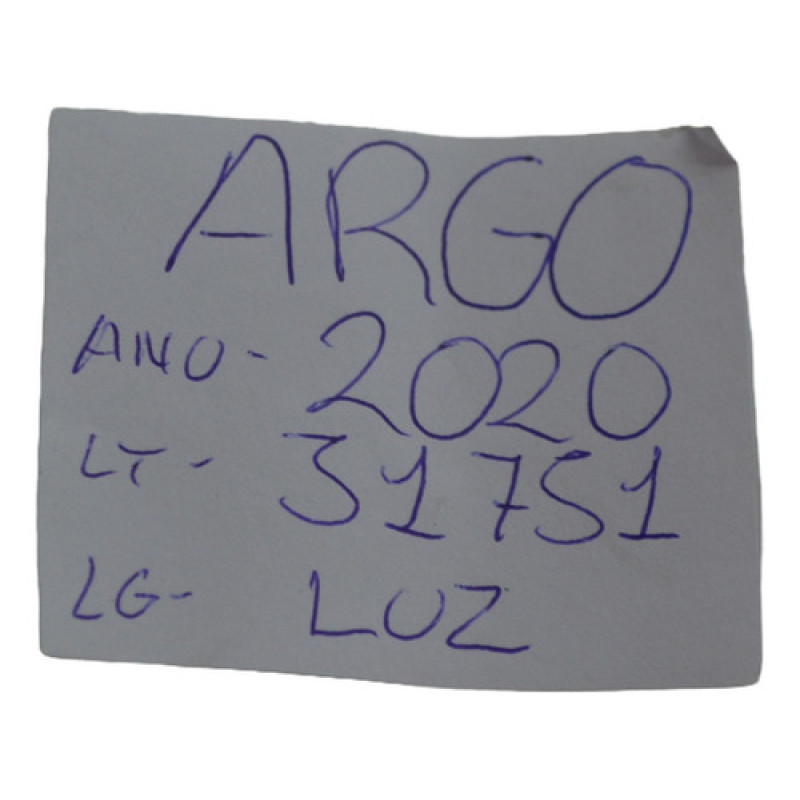 ARGO
ANO- 2020
LT- 31751
LG- LUZ